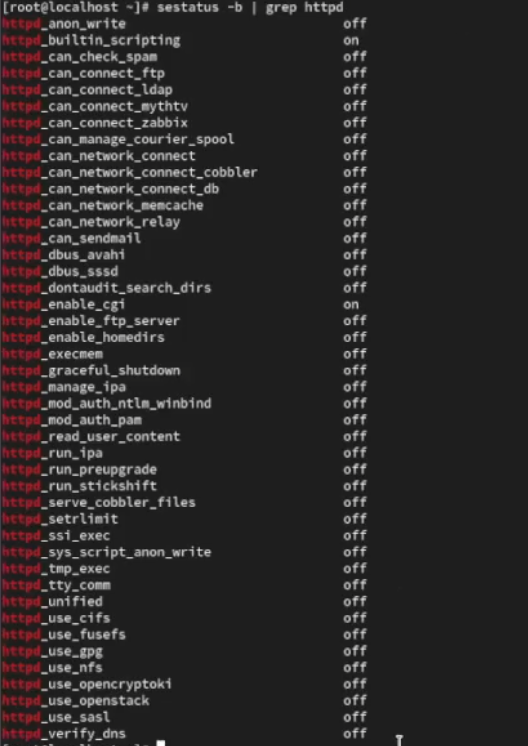 [root@localhost ~]# sestatus -b | grep httpd
httpd_anon_write off
httpd_builtin_scripting on
httpd_can_check_spam off
httpd_can_connect_ftp off
httpd_can_connect_ldap off
httpd_can_connect_mythtv off
httpd_can_connect_zabbix off
httpd_can_manage_courier_spool off
httpd_can_network_connect off
httpd_can_network_connect_cobbler off
httpd_can_network_connect_db off
httpd_can_network_memcache off
httpd_can_network_relay off
httpd_can_sendmail off
httpd_dbus_avahi off
httpd_dbus_sssd off
httpd_dontaudit_search_dirs off
httpd_enable_cgi on
httpd_enable_ftp_server off
httpd_enable_homedirs off
httpd_execmem off
httpd_graceful_shutdown off
httpd_manage_ipa off
httpd_mod_auth_ntlm_winbind off
httpd_mod_auth_pam off
httpd_read_user_content off
httpd_run_ipa off
httpd_run_preupgrade off
httpd_run_stickshift off
httpd_serve_cobbler_files off
httpd_setrlimit off
httpd_ssi_exec off
httpd_sys_script_anon_write off
httpd_tmp_exec off
httpd_tty_comm off
httpd_unified off
httpd_use_cifs off
httpd_use_fusefs off
httpd_use_gpg off
httpd_use_nfs off
httpd_use_opencryptoki off
httpd_use_openstack off
httpd_use_sasl off
httpd_verify_dns off